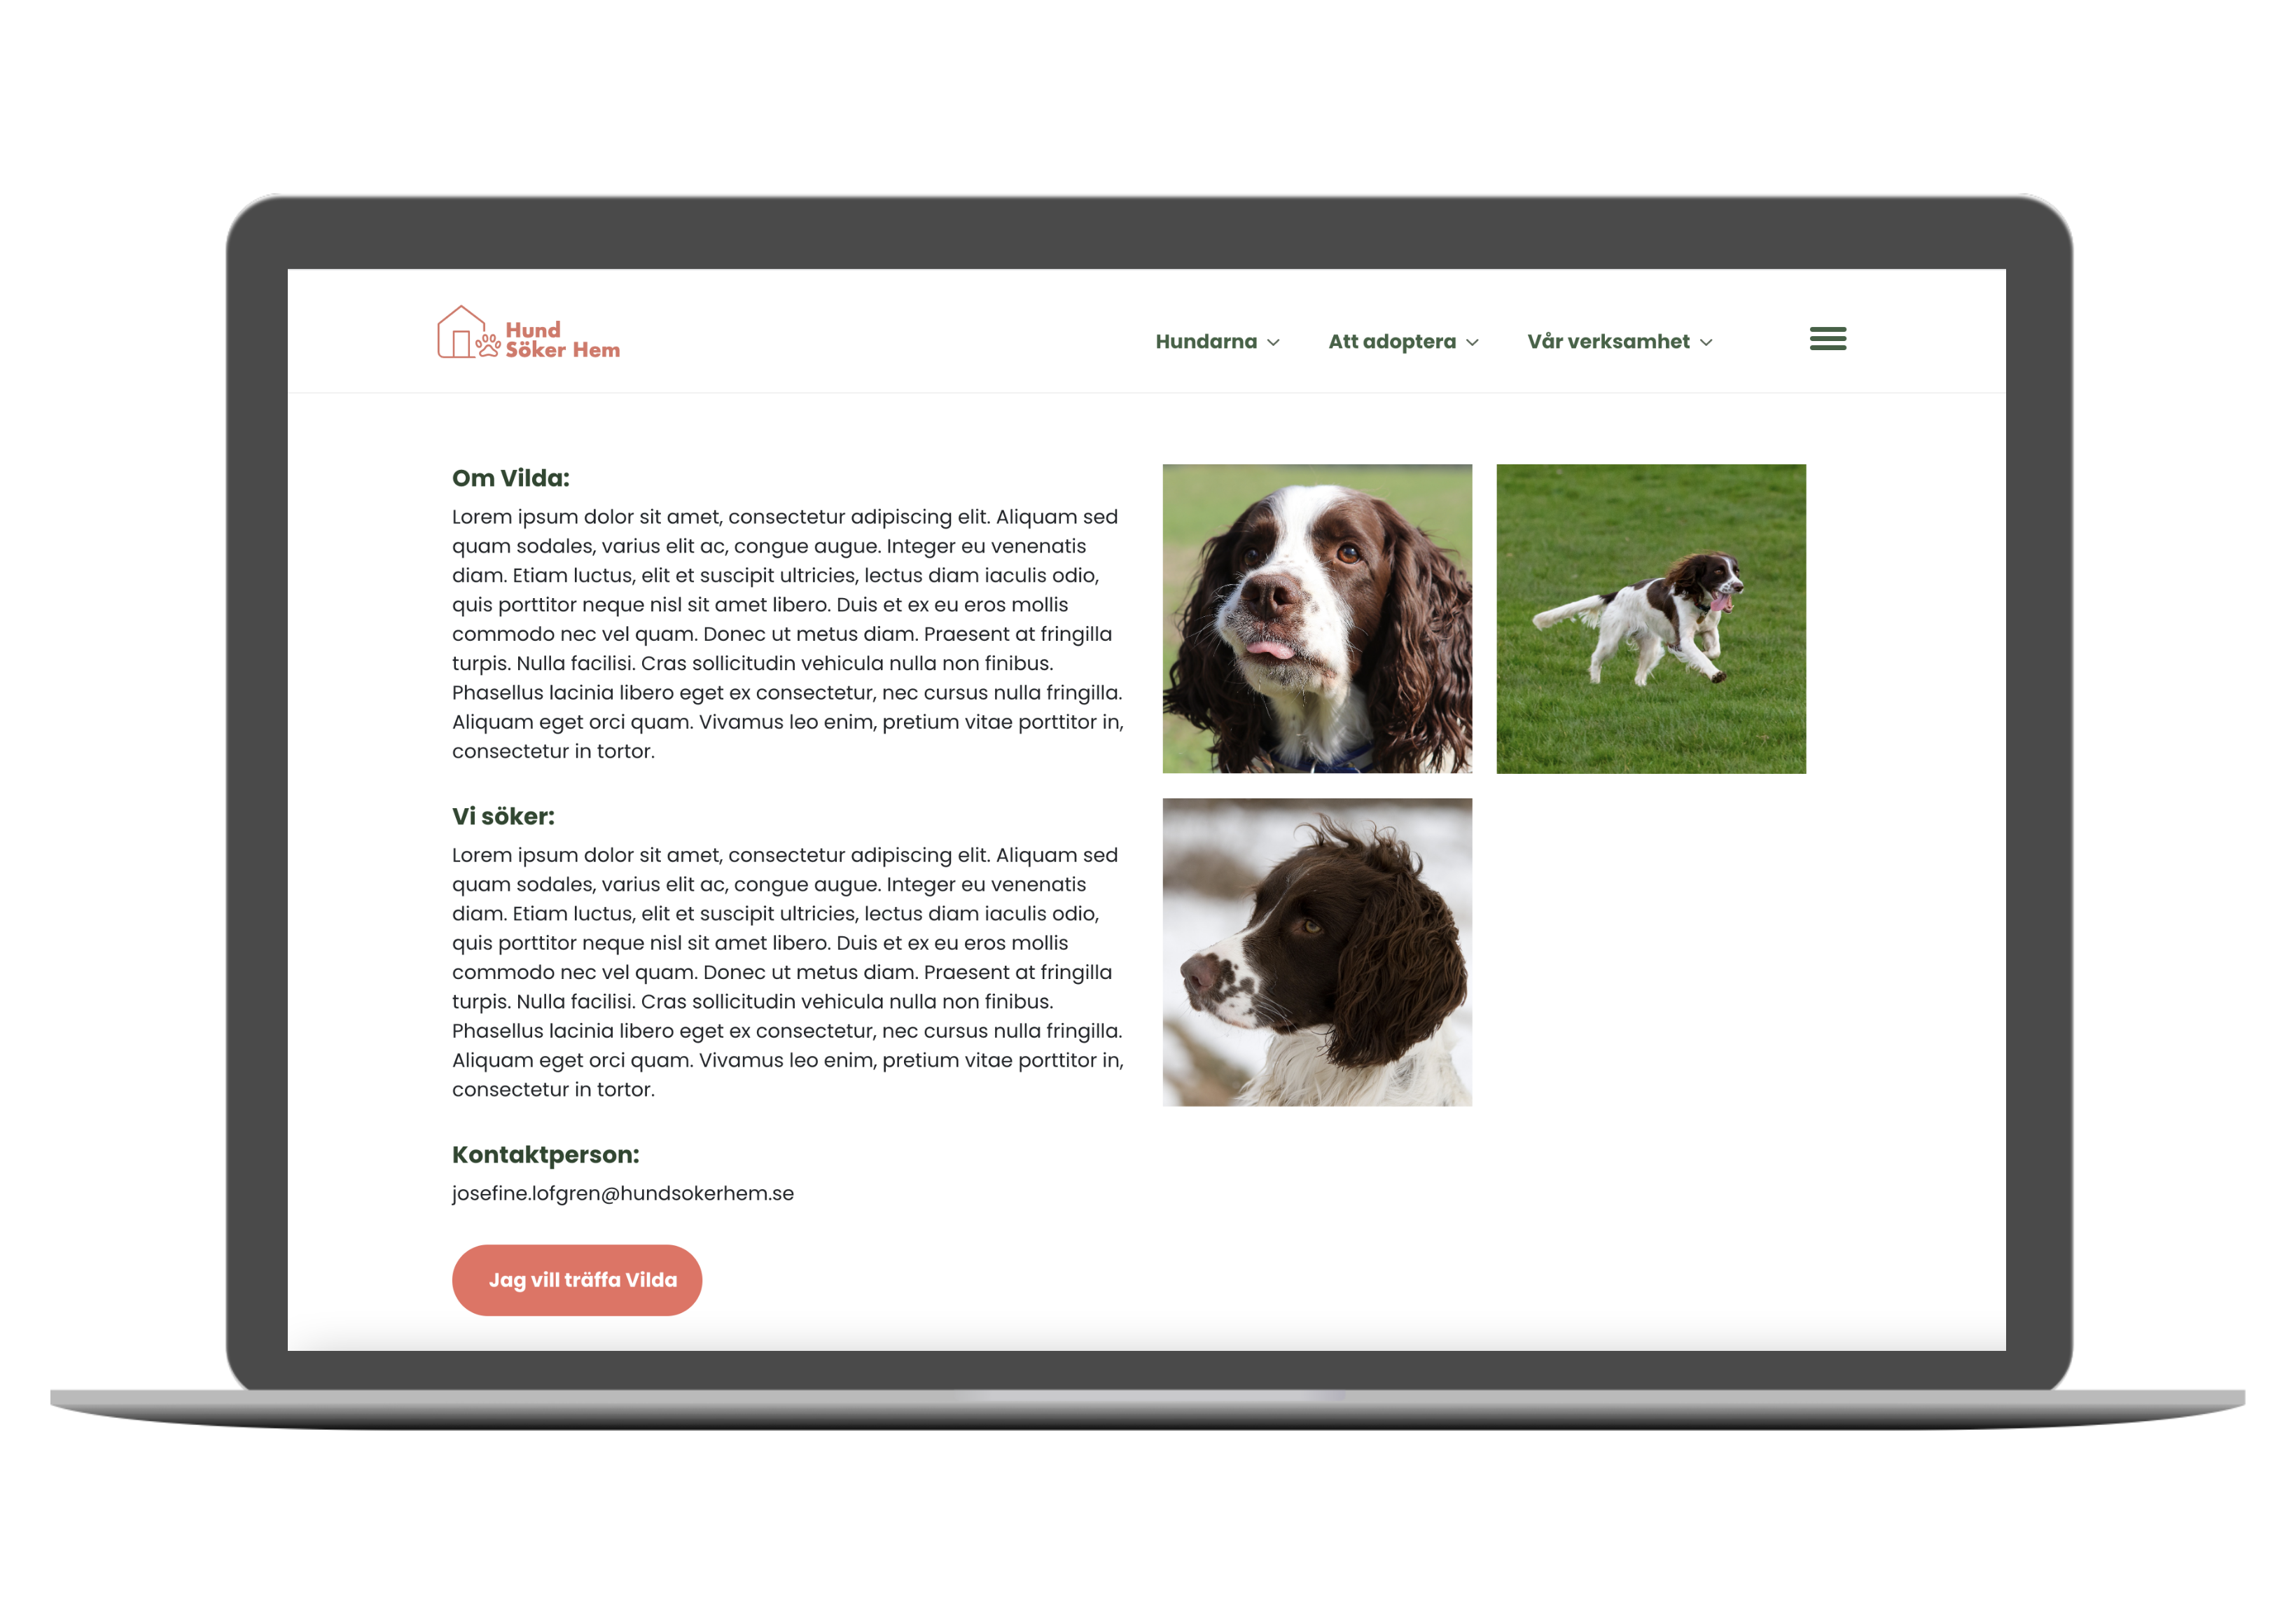 Hund
Söker Hem
Hundarna
Att adoptera
Vår verksamhet
Om Vilda:
Lorem ipsum dolor sit amet, consectetur adipiscing elit. Aliquam sed
quam sodales, varius elit ac, congue augue. Integer eu venenatis
diam. Etiam luctus, elit et suscipit ultricies, lectus diam iaculis odio,
quis porttitor neque nisl sit amet libero. Duis et ex eu eros mollis
commodo nec vel quam. Donec ut metus diam. Praesent at fringilla
turpis. Nulla facilisi. Cras sollicitudin vehicula nulla non finibus.
Phasellus lacinia libero eget ex consectetur, nec cursus nulla fringilla.
Aliquam eget orci quam. Vivamus leo enim, pretium vitae porttitor in,
consectetur in tortor.
Vi söker:
Lorem ipsum dolor sit amet, consectetur adipiscing elit. Aliquam sed
quam sodales, varius elit ac, congue augue. Integer eu venenatis
diam. Etiam luctus, elit et suscipit ultricies, lectus diam iaculis odio,
quis porttitor neque nisl sit amet libero. Duis et ex eu eros mollis
commodo nec vel quam. Donec ut metus diam. Praesent at fringilla
turpis. Nulla facilisi. Cras sollicitudin vehicula nulla non finibus.
Phasellus lacinia libero eget ex consectetur, nec cursus nulla fringilla.
Aliquam eget orci quam. Vivamus leo enim, pretium vitae porttitor in,
consectetur in tortor.
Kontaktperson:
josefine.lofgren@hundsokerhem.se
Jag vill träffa Vilda